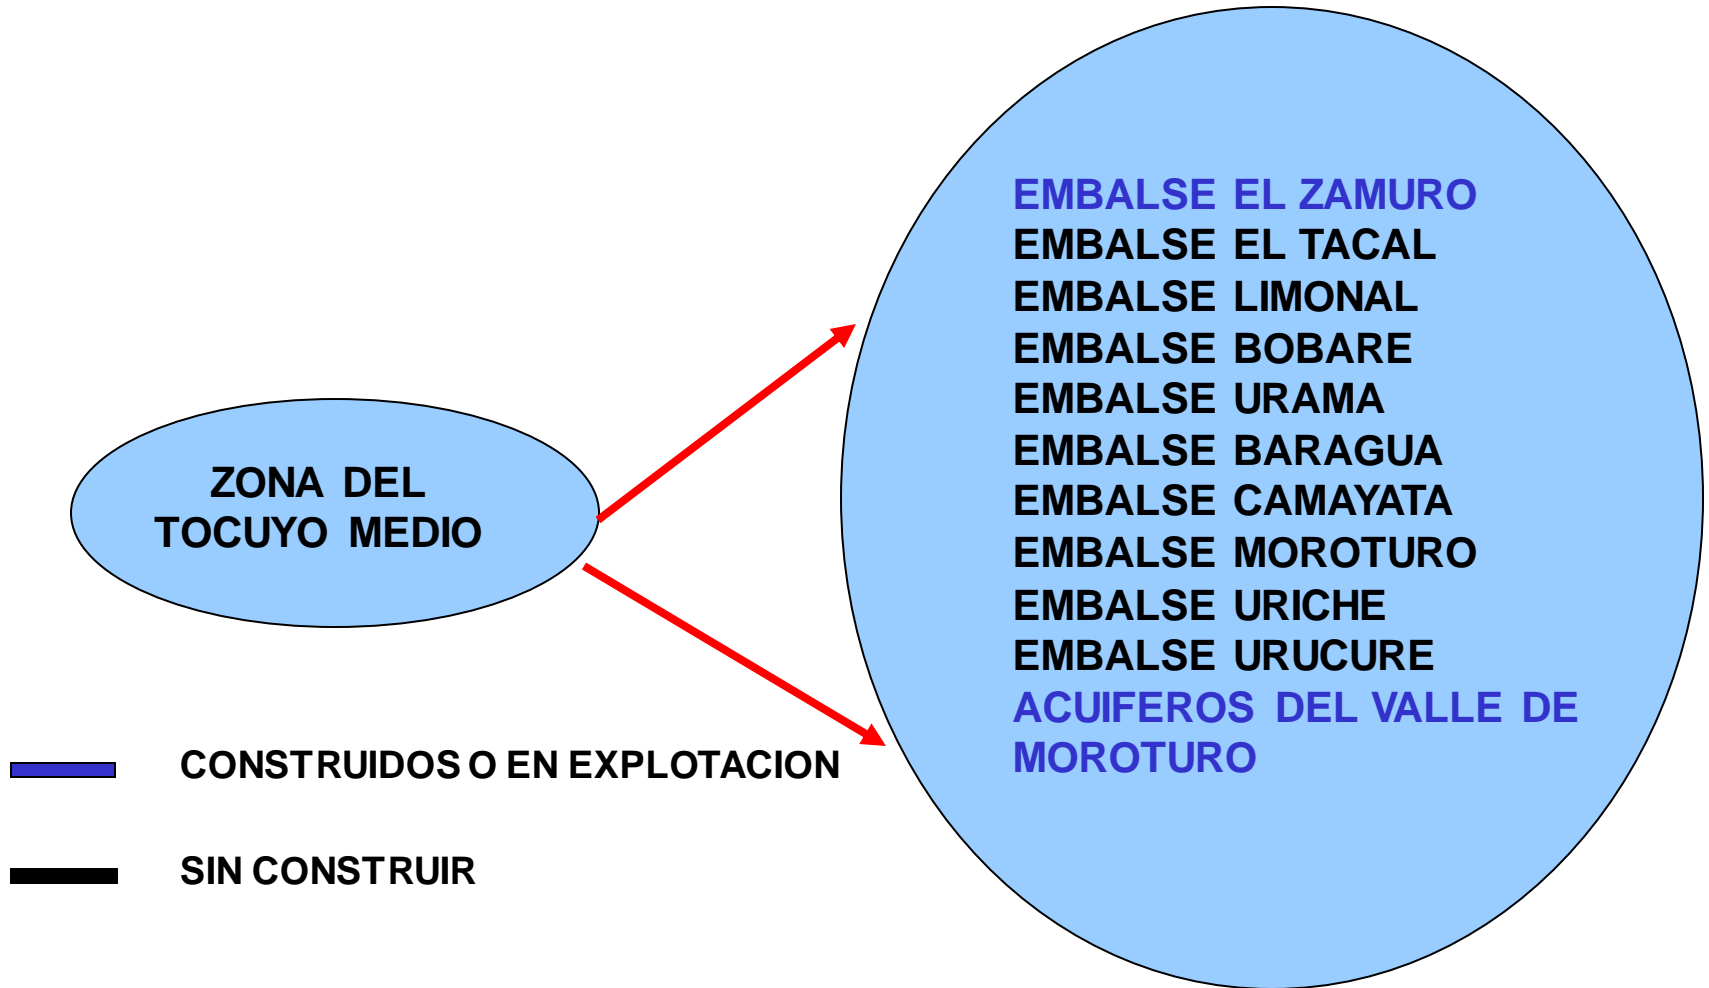 ZONA DEL
TOCUYO MEDIO
EMBALSE EL ZAMURO
EMBALSE EL TACAL
EMBALSE LIMONAL
EMBALSE BOBARE
EMBALSE URAMA
EMBALSE BARAGUA
EMBALSE CAMAYATA
EMBALSE MOROTURO
EMBALSE URICHE
EMBALSE URUCURE
ACUIFEROS DEL VALLE DE
MOROTURO
CONSTRUIDOS O EN EXPLOTACION
SIN CONSTRUIR